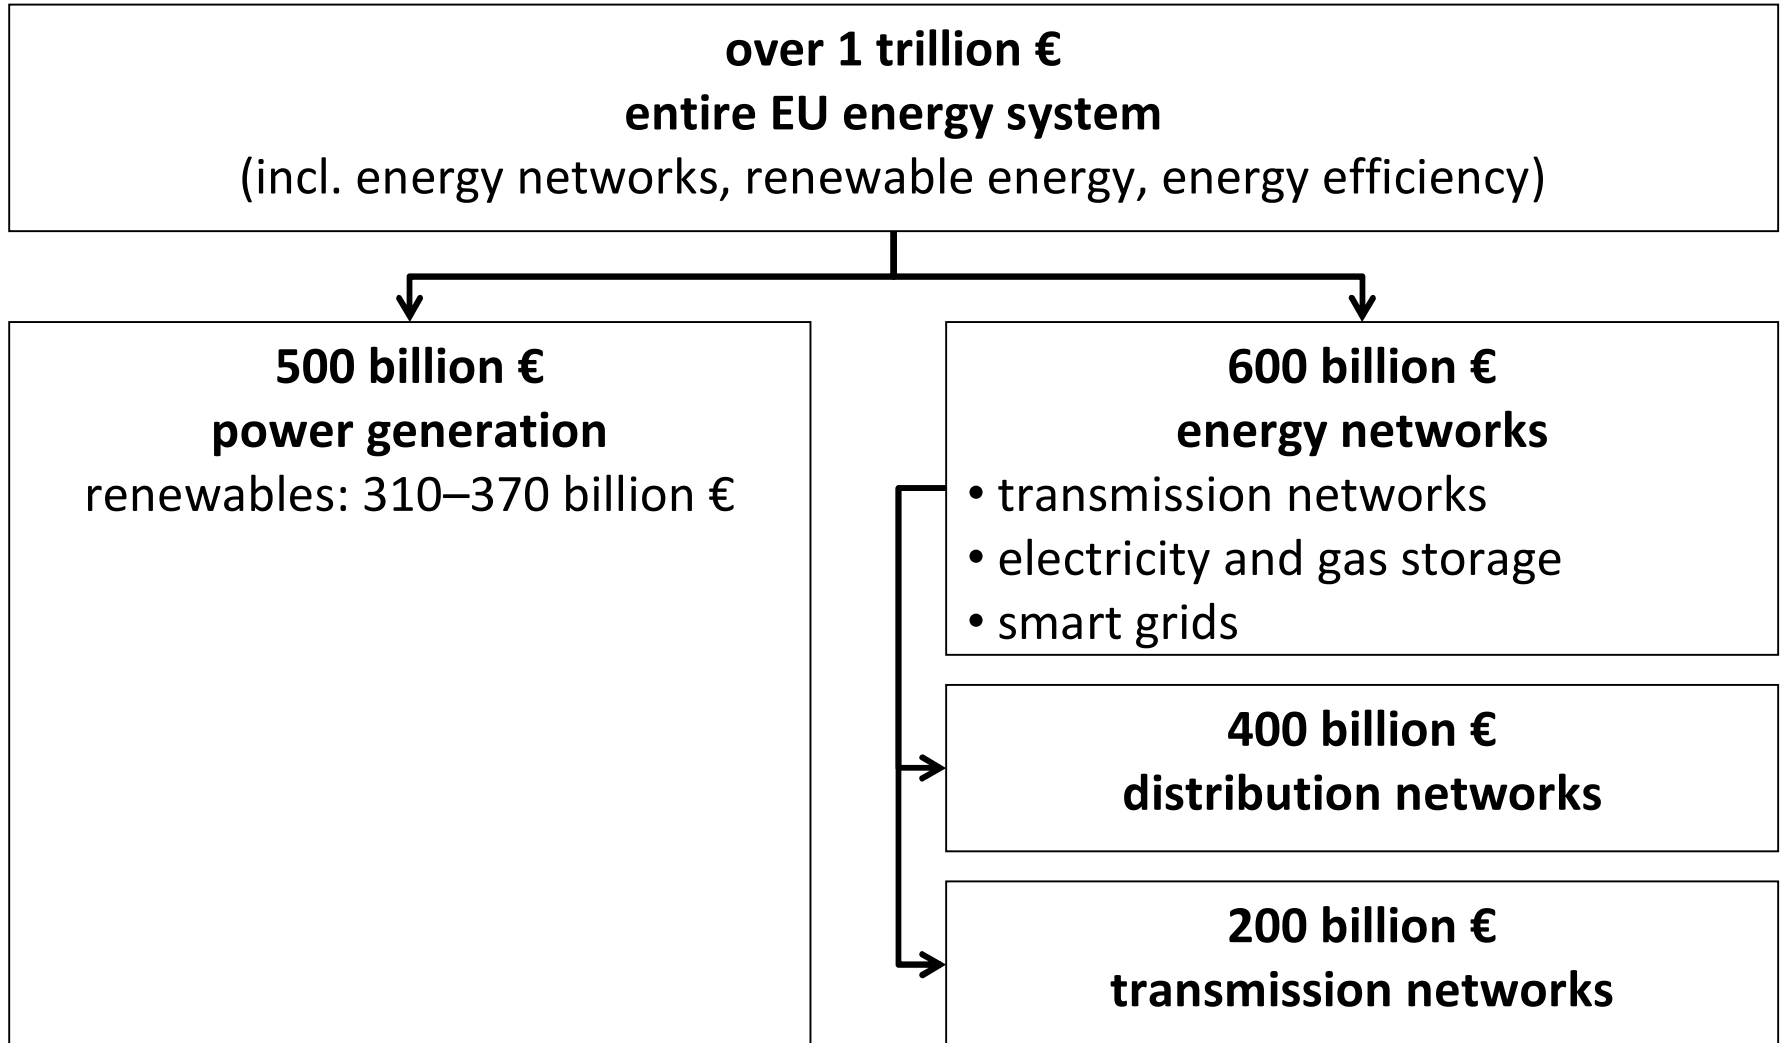 over 1 trillion €
entire EU energy system
(incl. energy networks, renewable energy, energy efficiency)
500 billion €
power generation
renewables: 310–370 billion €
600 billion €
energy networks
• transmission networks
• electricity and gas storage
• smart grids
400 billion €
distribution networks
200 billion €
transmission networks